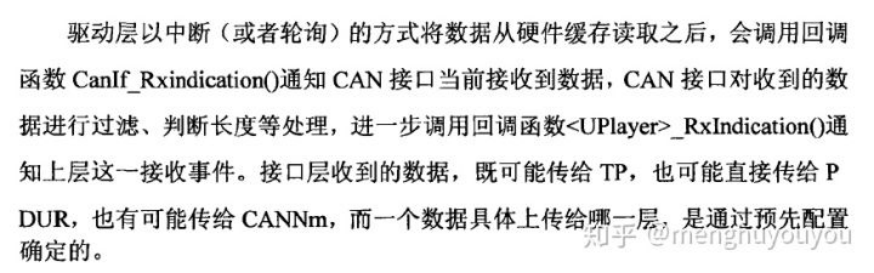 驱动层以中断（或者轮询）的方式将数据从硬件缓存读取之后，会调用回调
函数 CanIf_Rxindication()通知 CAN 接口当前接收到数据，CAN 接口对收到的数
据进行过滤、判断长度等处理，进一步调用回调函数<UPlayer>_RxIndication()通
知上层这一接收事件。接口层收到的数据，既可能传给 TP，也可能直接传给 P
DUR，也有可能传给 CANNm，而一个数据具体上传给哪一层，是通过预先配置
确定的。
知乎 @menghuyouyou